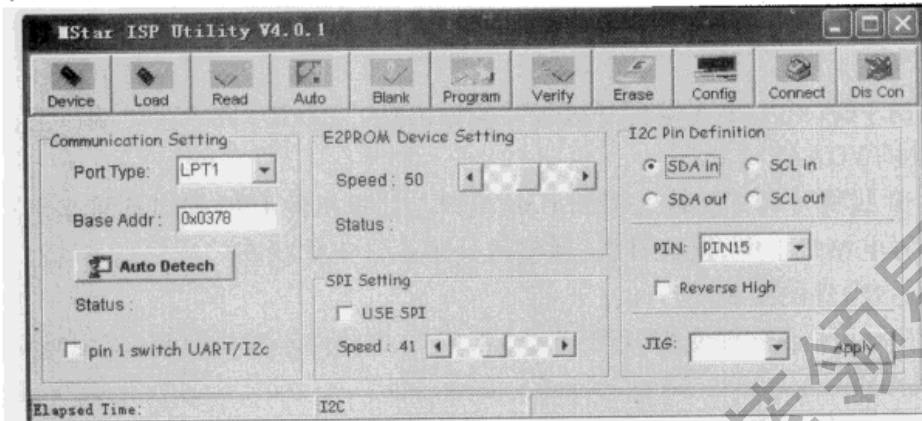 MStar ISP Utility V4.0.1
Device Load Read Auto Blank Program Verify Erase Config Connect Dis Con
Communication Setting
Port Type: LPT1
Base Addr: 0x0378
Auto Detech
Status :
pin 1 switch UART/I2c
E2PROM Device Setting
Speed : 50
Status :
SPI Setting
USE SPI
Speed : 41
I2C Pin Definition
SDA in SCL in
SDA out SCL out
PIN: PIN15
Reverse High
JIG: Apply
Elapsed Time: I2C